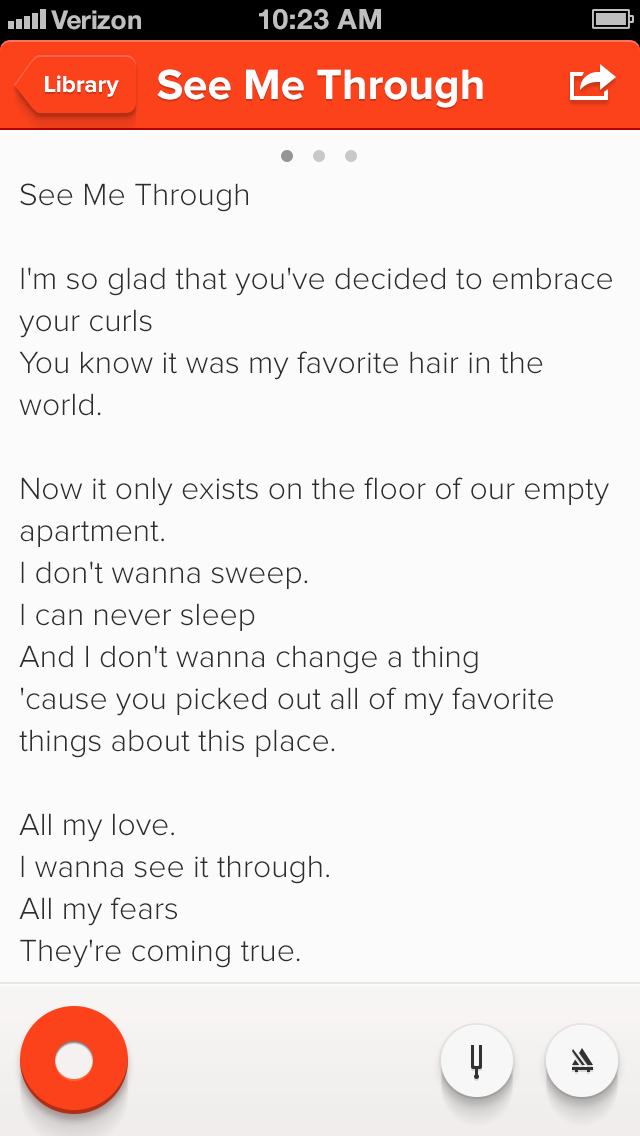 Verizon 10:23 AM
Library See Me Through
See Me Through
I'm so glad that you've decided to embrace
your curls
You know it was my favorite hair in the
world.
Now it only exists on the floor of our empty
apartment.
I don't wanna sweep.
I can never sleep
And I don't wanna change a thing
'cause you picked out all of my favorite
things about this place.
All my love.
I wanna see it through.
All my fears
They're coming true.